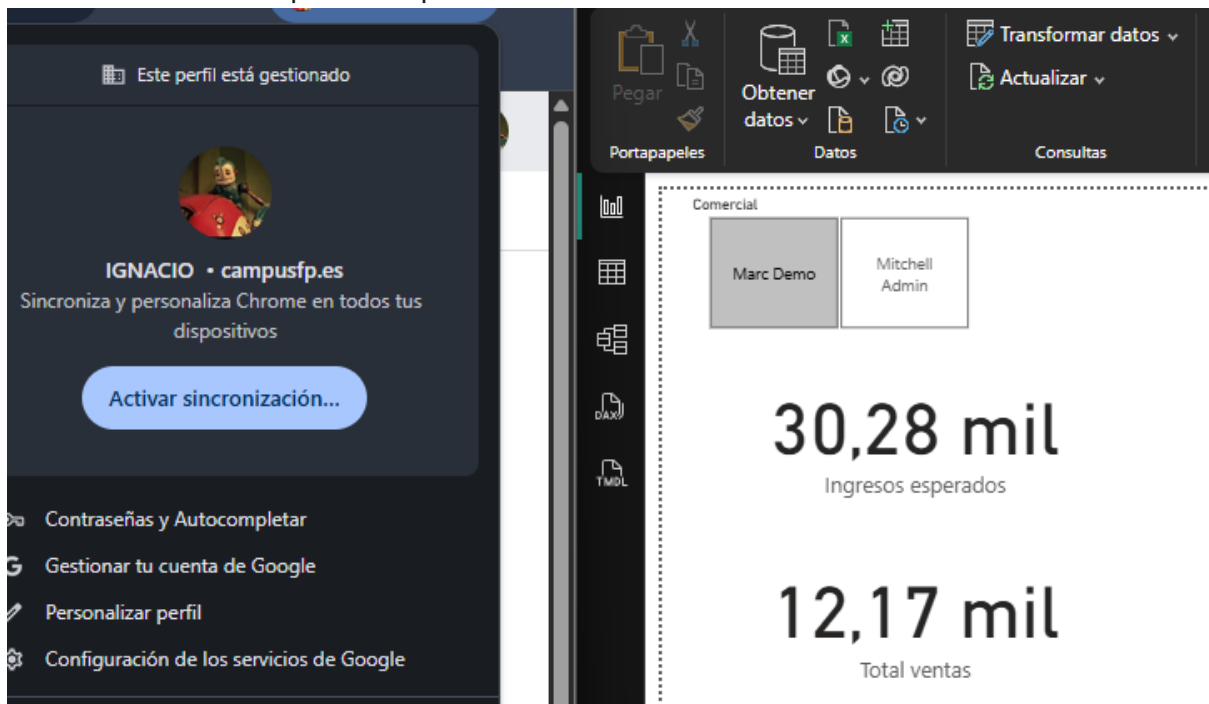 Este perfil está gestionado
IGNACIO • campusfp.es
Sincroniza y personaliza Chrome en todos tus
dispositivos
Activar sincronización...
Contraseñas y Autocompletar
Gestionar tu cuenta de Google
Personalizar perfil
Configuración de los servicios de Google
Pegar
Portapapeles
Obtener
datos
Datos
Transformar datos
Actualizar
Consultas
DAX
TMDL
Comercial
Marc Demo
Mitchell
Admin
30,28 mil
Ingresos esperados
12,17 mil
Total ventas